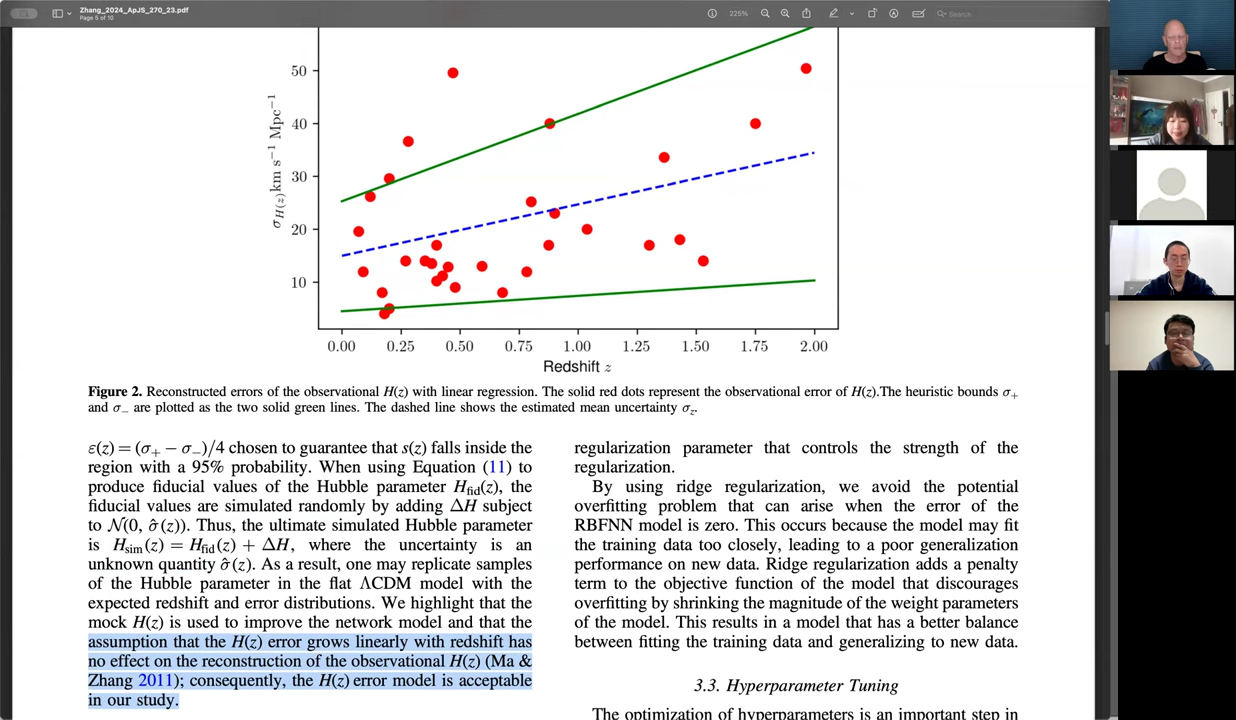 Zhang_2024_ApJS_270_23.pdf
Page 5 of 10
225%
Search
50
40
30
20
10
σH(z) km s−1 Mpc−1
0.00 0.25 0.50 0.75 1.00 1.25 1.50 1.75 2.00
Redshift z
Figure 2. Reconstructed errors of the observational H(z) with linear regression. The solid red dots represent the observational error of H(z).The heuristic bounds σ+
and σ− are plotted as the two solid green lines. The dashed line shows the estimated mean uncertainty σz.
ε(z) = (σ+ − σ−)/4 chosen to guarantee that s(z) falls inside the
region with a 95% probability. When using Equation (11) to
produce fiducial values of the Hubble parameter Hfid(z), the
fiducial values are simulated randomly by adding ΔH subject
to N(0, σ̂(z)). Thus, the ultimate simulated Hubble parameter
is Hsim(z) = Hfid(z) + ΔH, where the uncertainty is an
unknown quantity σ̂(z). As a result, one may replicate samples
of the Hubble parameter in the flat ΛCDM model with the
expected redshift and error distributions. We highlight that the
mock H(z) is used to improve the network model and that the
assumption that the H(z) error grows linearly with redshift has
no effect on the reconstruction of the observational H(z) (Ma &
Zhang 2011); consequently, the H(z) error model is acceptable
in our study.
regularization parameter that controls the strength of the
regularization.
By using ridge regularization, we avoid the potential
overfitting problem that can arise when the error of the
RBFNN model is zero. This occurs because the model may fit
the training data too closely, leading to a poor generalization
performance on new data. Ridge regularization adds a penalty
term to the objective function of the model that discourages
overfitting by shrinking the magnitude of the weight parameters
of the model. This results in a model that has a better balance
between fitting the training data and generalizing to new data.
3.3. Hyperparameter Tuning
The optimization of hyperparameters is an important step in